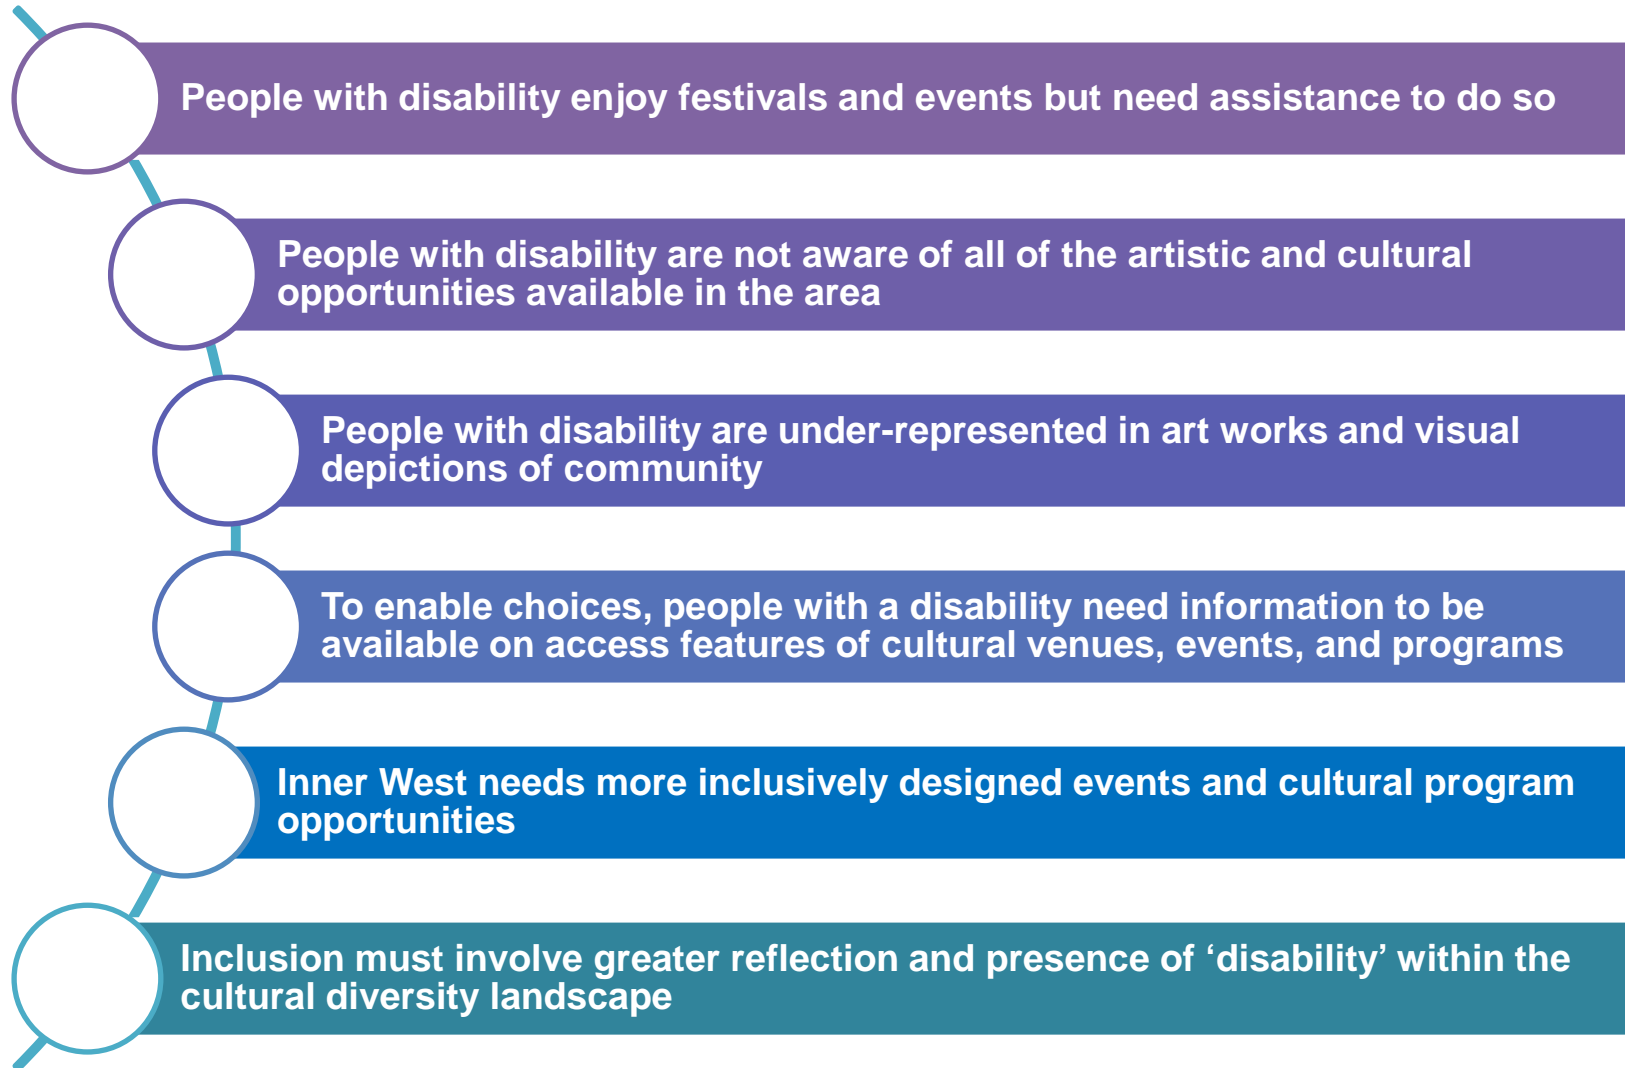 People with disability enjoy festivals and events but need assistance to do so
People with disability are not aware of all of the artistic and cultural
opportunities available in the area
People with disability are under-represented in art works and visual
depictions of community
To enable choices, people with a disability need information to be
available on access features of cultural venues, events, and programs
Inner West needs more inclusively designed events and cultural program
opportunities
Inclusion must involve greater reflection and presence of ‘disability’ within the
cultural diversity landscape